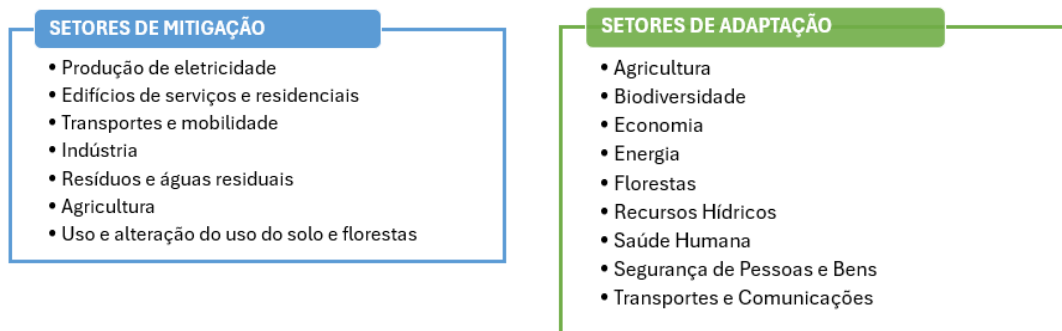 SETORES DE MITIGAÇÃO
• Produção de eletricidade
• Edifícios de serviços e residenciais
• Transportes e mobilidade
• Indústria
• Resíduos e águas residuais
• Agricultura
• Uso e alteração do uso do solo e florestas
SETORES DE ADAPTAÇÃO
• Agricultura
• Biodiversidade
• Economia
• Energia
• Florestas
• Recursos Hídricos
• Saúde Humana
• Segurança de Pessoas e Bens
• Transportes e Comunicações